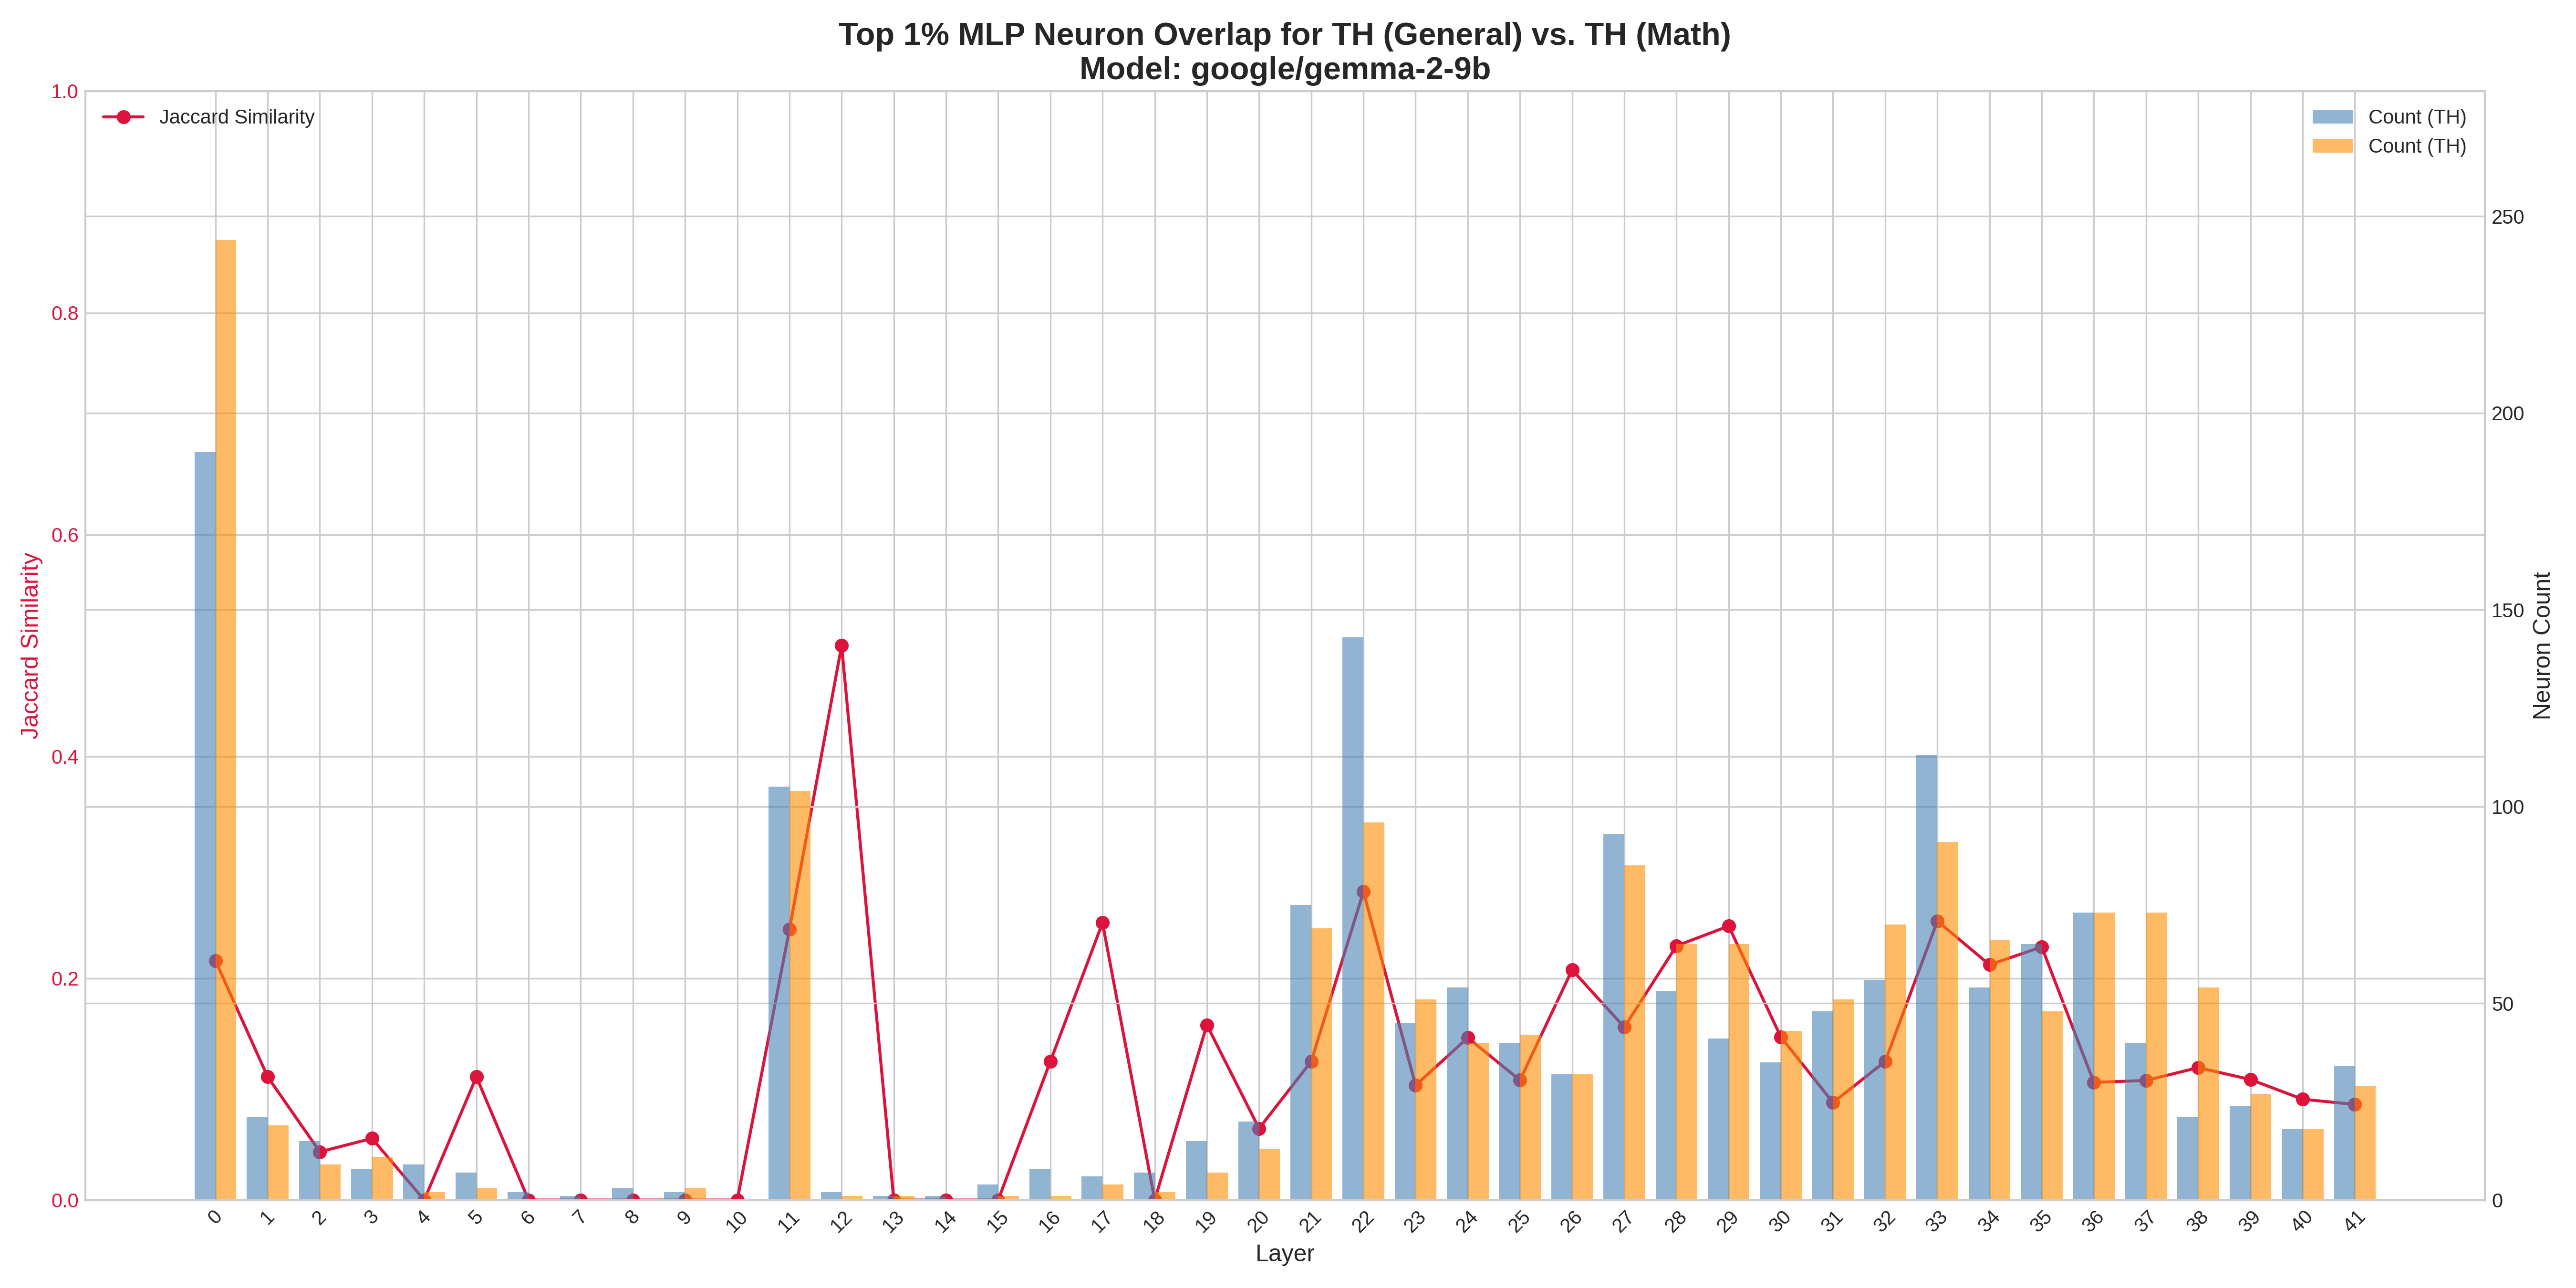 Top 1% MLP Neuron Overlap for TH (General) vs. TH (Math)
Model: google/gemma-2-9b
Jaccard Similarity
Count (TH)
Count (TH)
1.0
0.8
0.6
0.4
0.2
0.0
Jaccard Similarity
250
200
150
100
50
0
Neuron Count
0 1 2 3 4 5 6 7 8 9 10 11 12 13 14 15 16 17 18 19 20 21 22 23 24 25 26 27 28 29 30 31 32 33 34 35 36 37 38 39 40 41
Layer